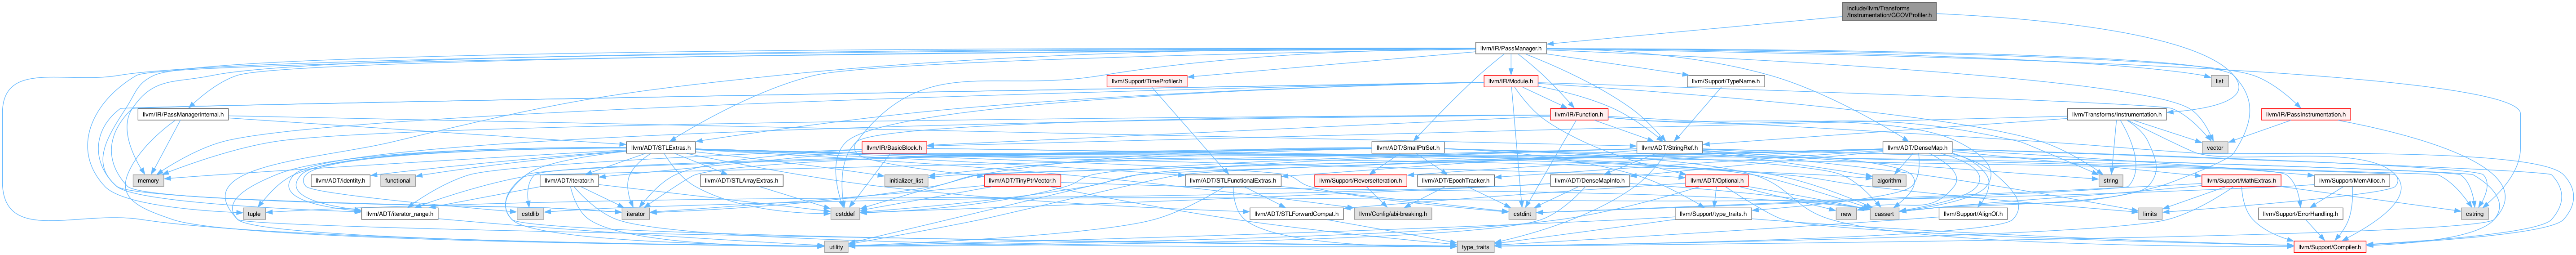 include/llvm/Transforms
/Instrumentation/GCOVProfiler.h
llvm/IR/PassManager.h
llvm/Support/TimeProfiler.h
llvm/IR/Module.h
llvm/Support/TypeName.h
list
llvm/IR/PassManagerInternal.h
llvm/IR/Function.h
llvm/Transforms/Instrumentation.h
llvm/IR/PassInstrumentation.h
llvm/ADT/STLExtras.h
llvm/IR/BasicBlock.h
llvm/ADT/SmallPtrSet.h
llvm/ADT/StringRef.h
llvm/ADT/DenseMap.h
vector
memory
llvm/ADT/identity.h
functional
llvm/ADT/iterator.h
llvm/ADT/STLArrayExtras.h
initializer_list
llvm/ADT/TinyPtrVector.h
llvm/ADT/STLFunctionalExtras.h
llvm/Support/ReverseIteration.h
llvm/ADT/EpochTracker.h
llvm/ADT/DenseMapInfo.h
algorithm
llvm/ADT/Optional.h
string
llvm/Support/MathExtras.h
llvm/Support/MemAlloc.h
tuple
llvm/ADT/iterator_range.h
cstdlib
iterator
cstddef
llvm/ADT/STLForwardCompat.h
llvm/Config/abi-breaking.h
cstdint
llvm/Support/type_traits.h
new
cassert
llvm/Support/AlignOf.h
limits
llvm/Support/ErrorHandling.h
cstring
utility
type_traits
llvm/Support/Compiler.h